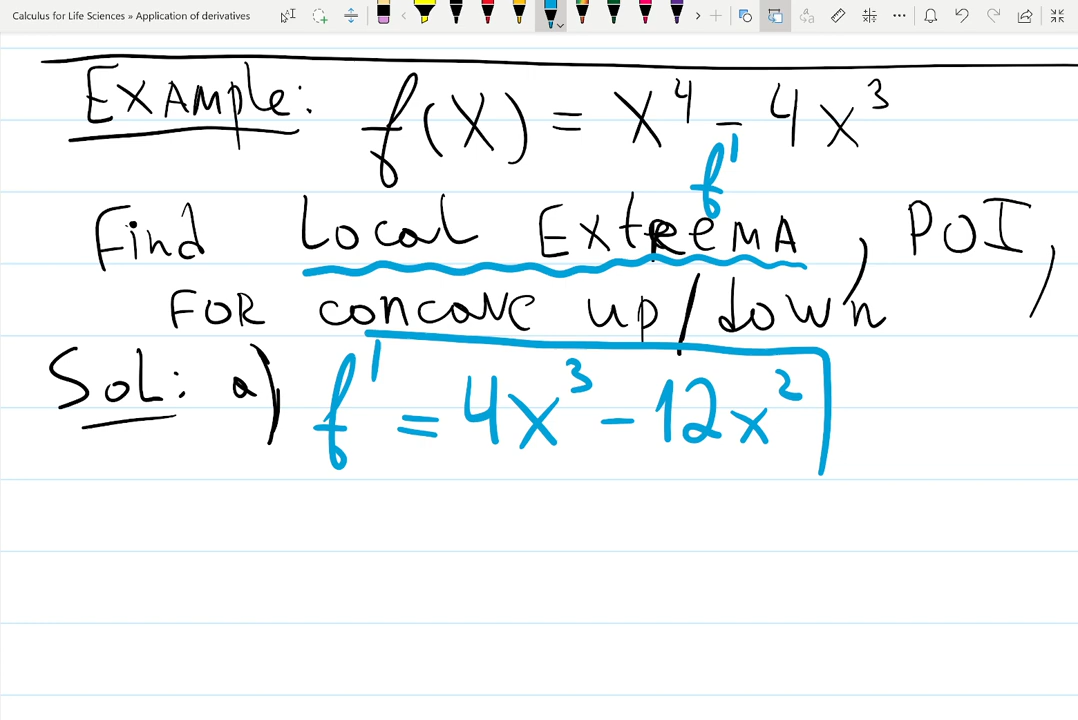 Calculus for Life Sciences » Application of derivatives
Example: f(x) = x⁴ - 4x³
f'
Find Local Extrema, POI,
FOR concave up/down
Sol: a) f' = 4x³ - 12x²